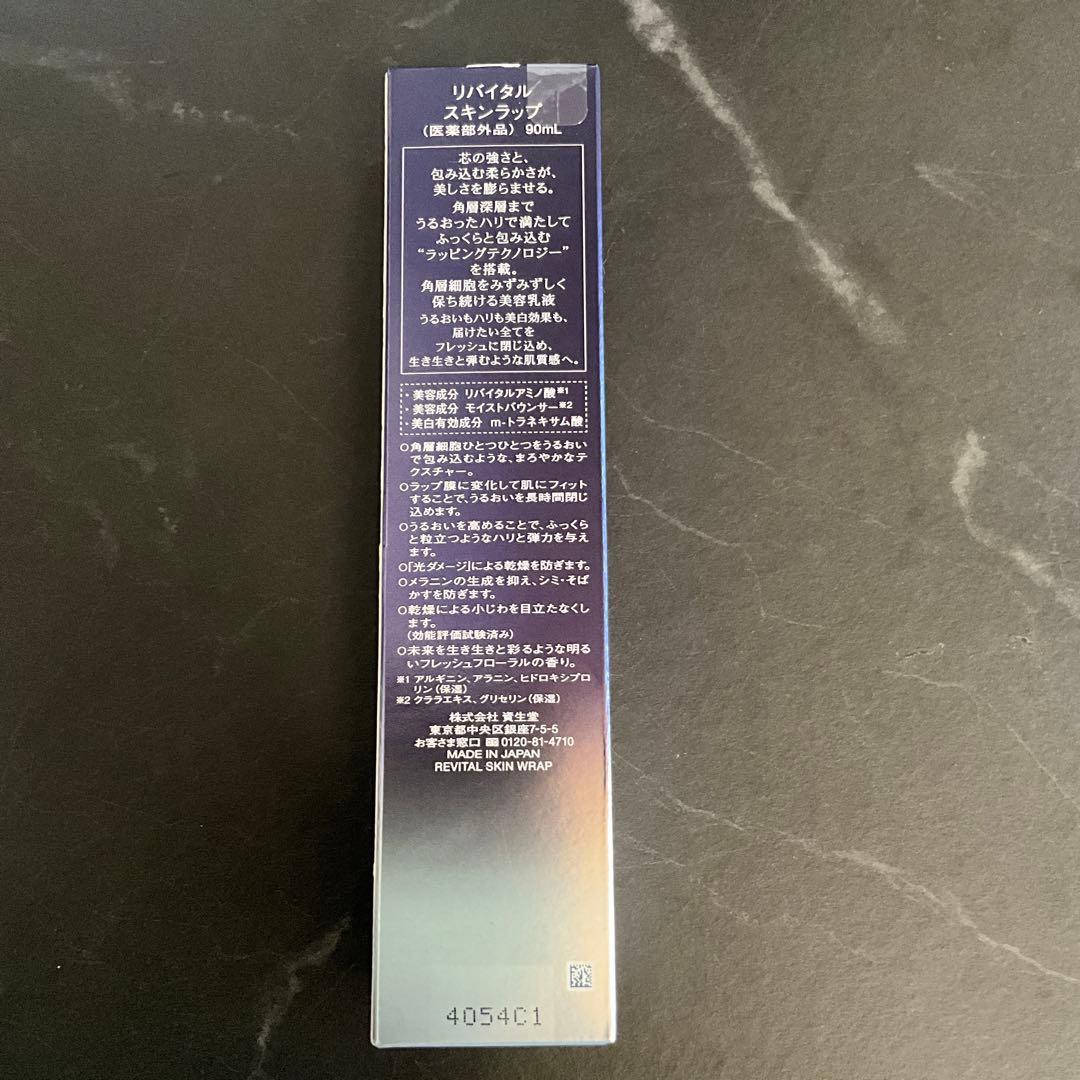 リバイタル
スキンラップ
（医薬部外品） 90mL
芯の強さと、
包み込む柔らかさが、
美しさを膨らませる。
角層深層まで
うるおったハリで満たして
ふっくらと包み込む
“ラッピングテクノロジー”
を搭載。
角層細胞をみずみずしく
保ち続ける美容乳液
うるおいもハリも美白効果も、
届けたい全てを
フレッシュに閉じ込め、
生き生きと弾むような肌質感へ。
・美容成分 リバイタルアミノ酸※1
・美容成分 モイストバウンサー※2
・美白有効成分 m-トラネキサム酸
○角層細胞ひとつひとつをうるおい
で包み込むような、まろやかなテ
クスチャー。
○ラップ膜に変化して肌にフィット
することで、うるおいを長時間閉じ
込めます。
○うるおいを高めることで、ふっくら
と粒立つようなハリと弾力を与え
ます。
○「光ダメージ」による乾燥を防ぎます。
○メラニンの生成を抑え、シミ・そば
かすを防ぎます。
○乾燥による小じわを目立たなくし
ます。
（効能評価試験済み）
○未来を生き生きと彩るような明る
いフレッシュフローラルの香り。
※1 アルギニン、アラニン、ヒドロキシプロ
リン（保湿）
※2 クララエキス、グリセリン（保湿）
株式会社 資生堂
東京都中央区銀座7-5-5
お客さま窓口 0120-81-4710
MADE IN JAPAN
REVITAL SKIN WRAP
4054C1